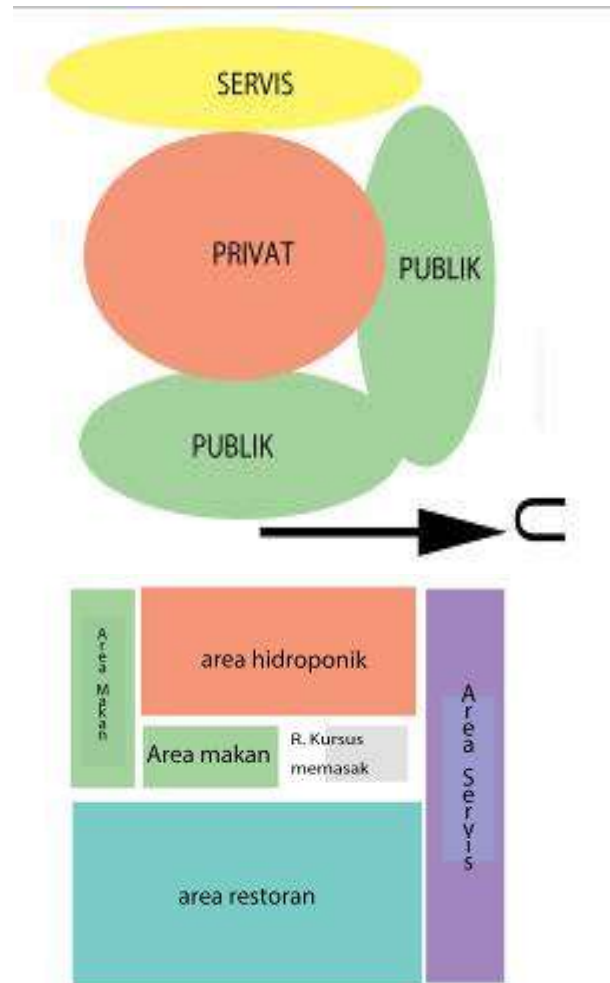 SERVIS
PRIVAT
PUBLIK
PUBLIK
U
Area Makan
area hidroponik
Area makan
R. Kursus
memasak
Area Servis
area restoran